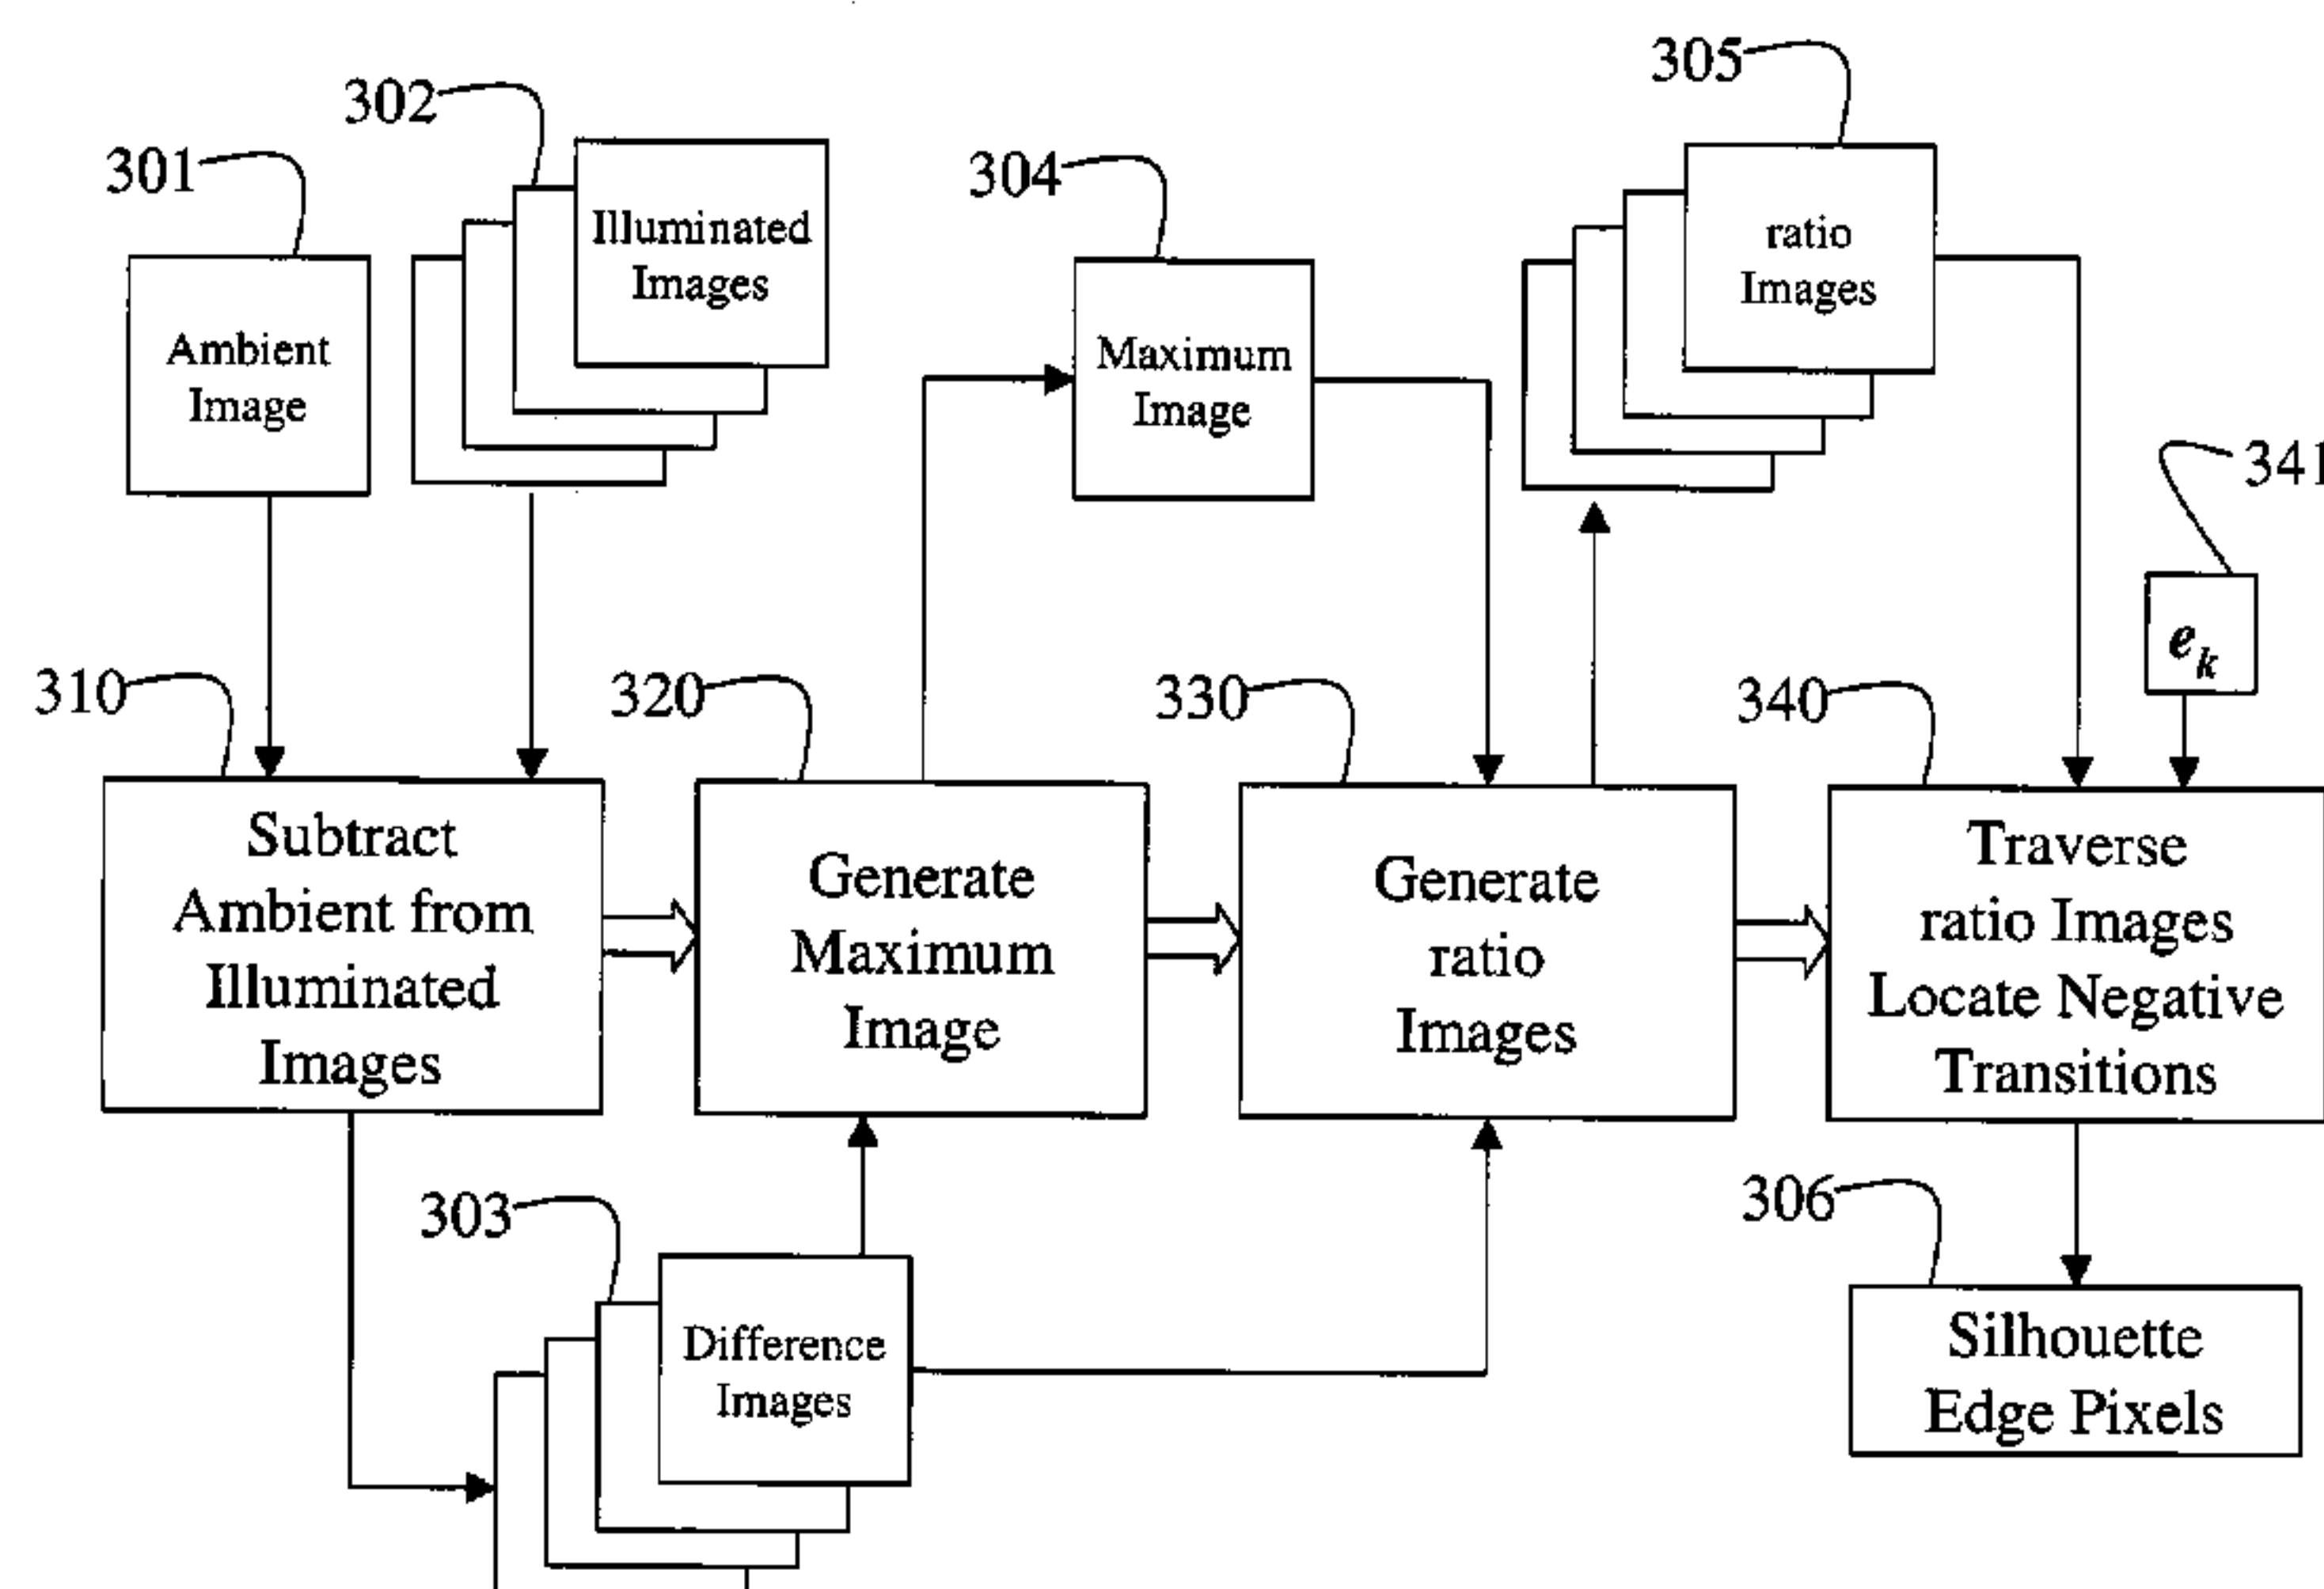 305
302
301
304
Illuminated
Images
ratio
Images
Ambient
Image
Maximum
Image
341
e k
310
320
330
340
Subtract
Ambient from
Illuminated
Images
Generate
Maximum
Image
Generate
ratio
Images
Traverse
ratio Images
Locate Negative
Transitions
303
306
Difference
Images
Silhouette
Edge Pixels